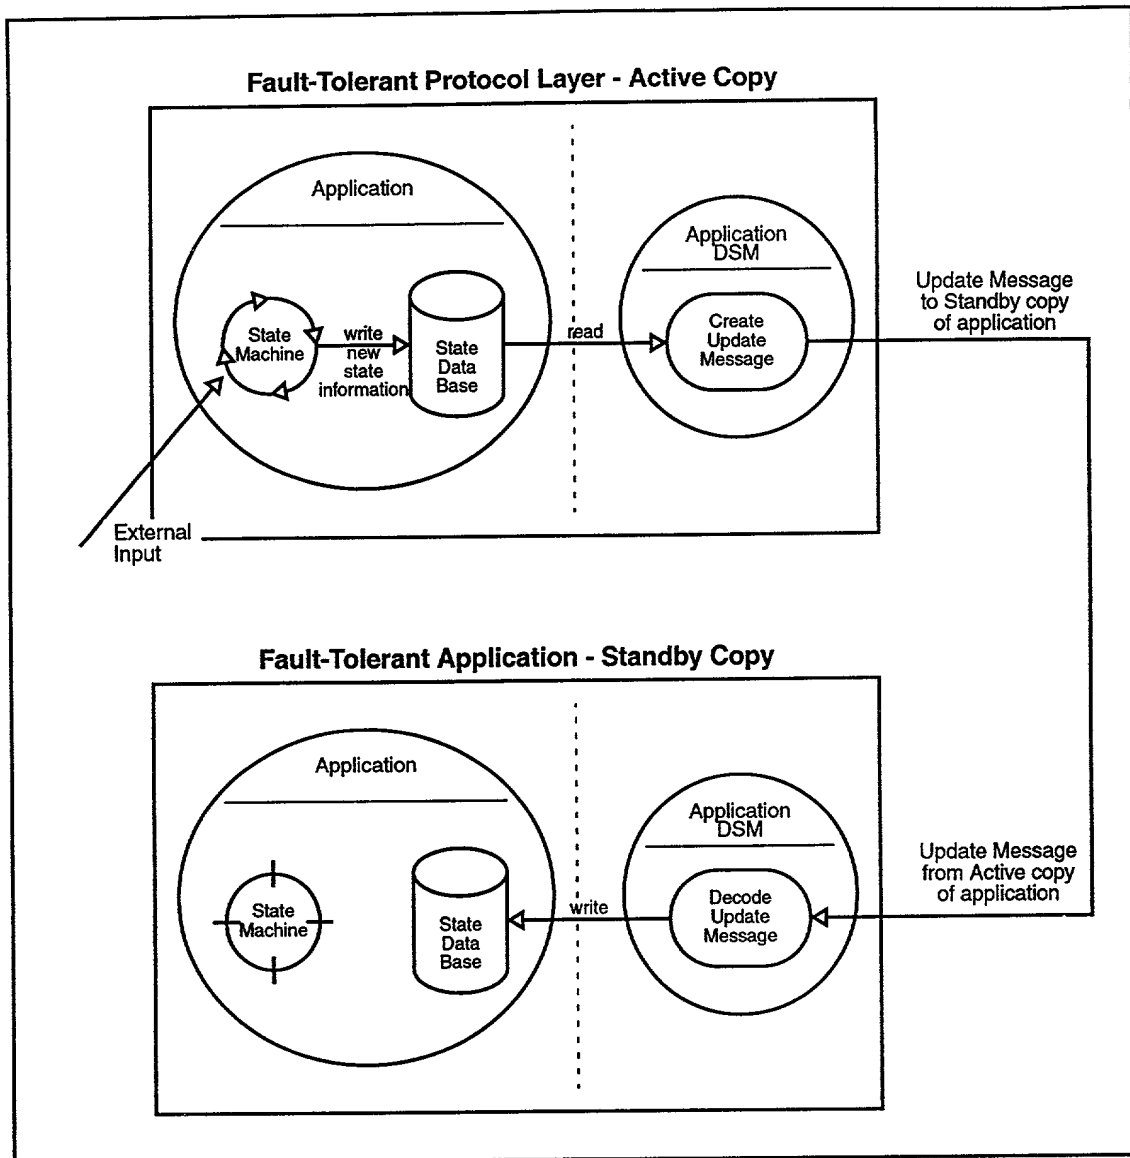 Fault-Tolerant Protocol Layer - Active Copy
Application
State
Machine
write
new
state
information
State
Data
Base
read
Application
DSM
Create
Update
Message
Update Message
to Standby copy
of application
External
Input
Fault-Tolerant Application - Standby Copy
Application
State
Machine
State
Data
Base
write
Application
DSM
Decode
Update
Message
Update Message
from Active copy
of application